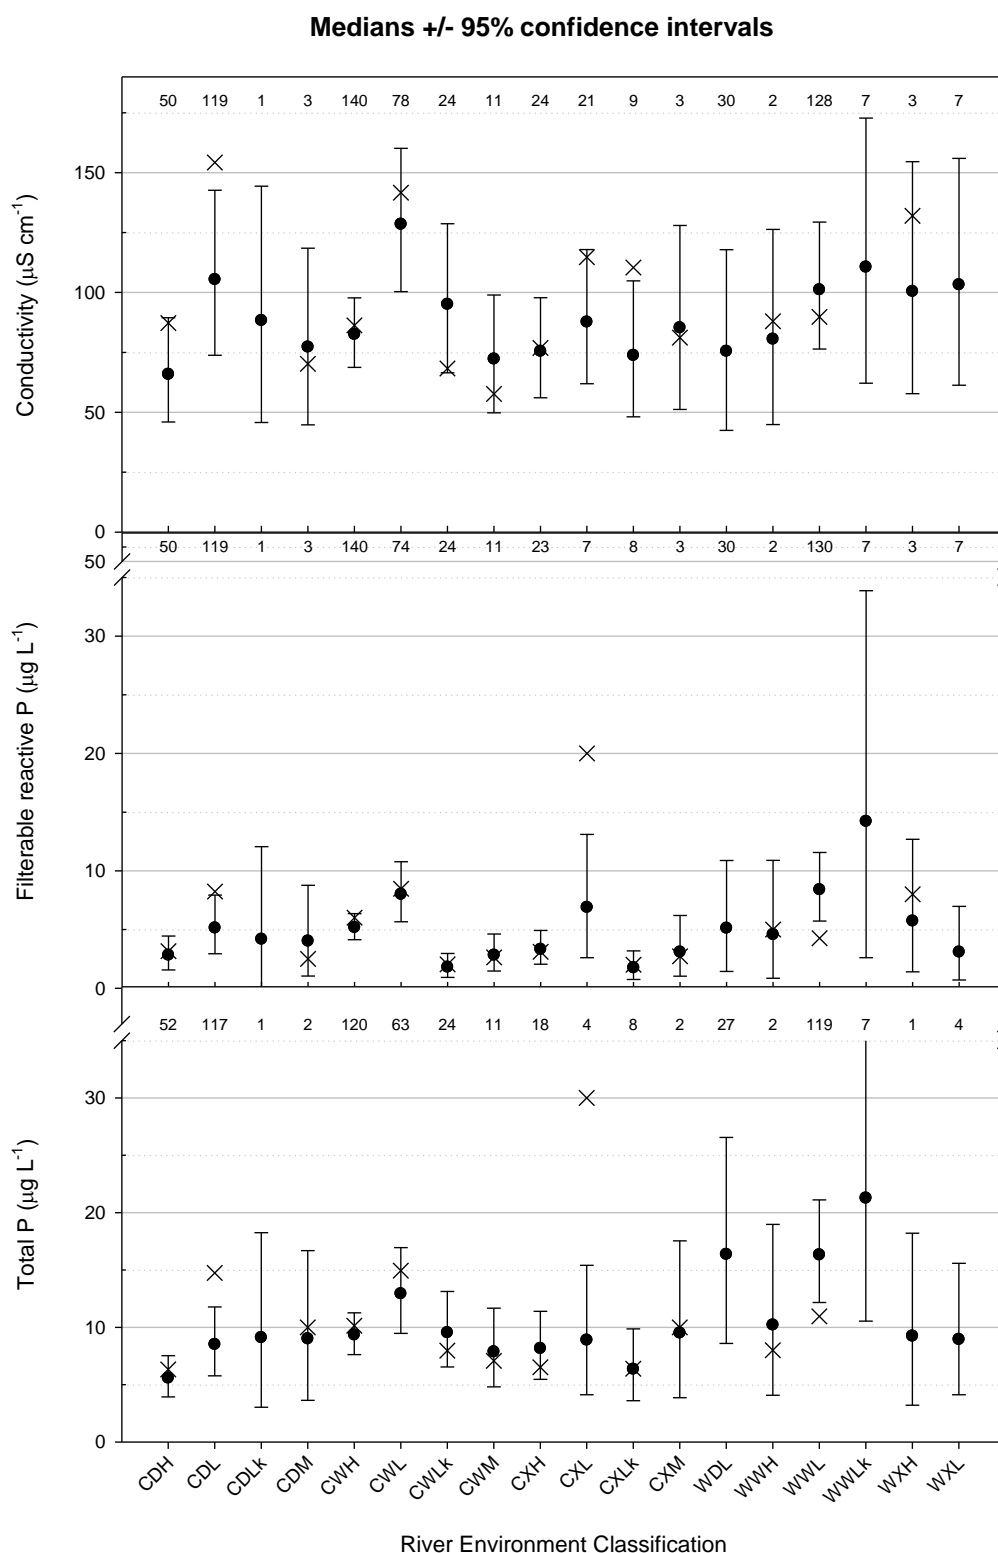 Medians +/- 95% confidence intervals
50 119 1 3 140 78 24 11 24 21 9 3 30 2 128 7 3 7
150
100
50
0
Conductivity (µS cm-1)
50 119 1 3 140 74 24 11 23 7 8 3 30 2 130 7 3 7
50
30
20
10
0
Filterable reactive P (µg L-1)
52 117 1 2 120 63 24 11 18 4 8 2 27 2 119 7 1 4
30
20
10
0
Total P (µg L-1)
CDH CDL CDLk CDM CWH CWL CWLk CWM CXH CXL CXLk CXM WDL WWH WWL WWLk WXH WXL
River Environment Classification